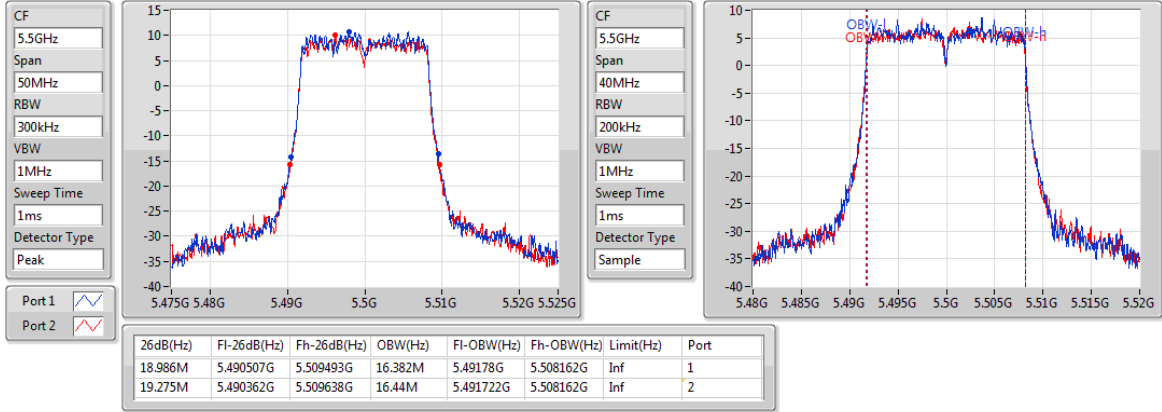 CF
5.5GHz
Span
50MHz
RBW
300kHz
VBW
1MHz
Sweep Time
1ms
Detector Type
Peak
Port 1
Port 2
15
10
5
0
-5
-10
-15
-20
-25
-30
-35
-40
5.475G 5.48G 5.49G 5.5G 5.51G 5.52G 5.525G
CF
5.5GHz
Span
40MHz
RBW
200kHz
VBW
1MHz
Sweep Time
1ms
Detector Type
Sample
10
5
0
-5
-10
-15
-20
-25
-30
-35
-40
OBW-l
5.48G 5.485G 5.49G 5.495G 5.5G 5.505G 5.51G 5.515G 5.52G
26dB(Hz) Fl-26dB(Hz) Fh-26dB(Hz) OBW(Hz) Fl-OBW(Hz) Fh-OBW(Hz) Limit(Hz) Port
18.986M 5.490507G 5.509493G 16.382M 5.49178G 5.508162G Inf 1
19.275M 5.490362G 5.509638G 16.44M 5.491722G 5.508162G Inf 2